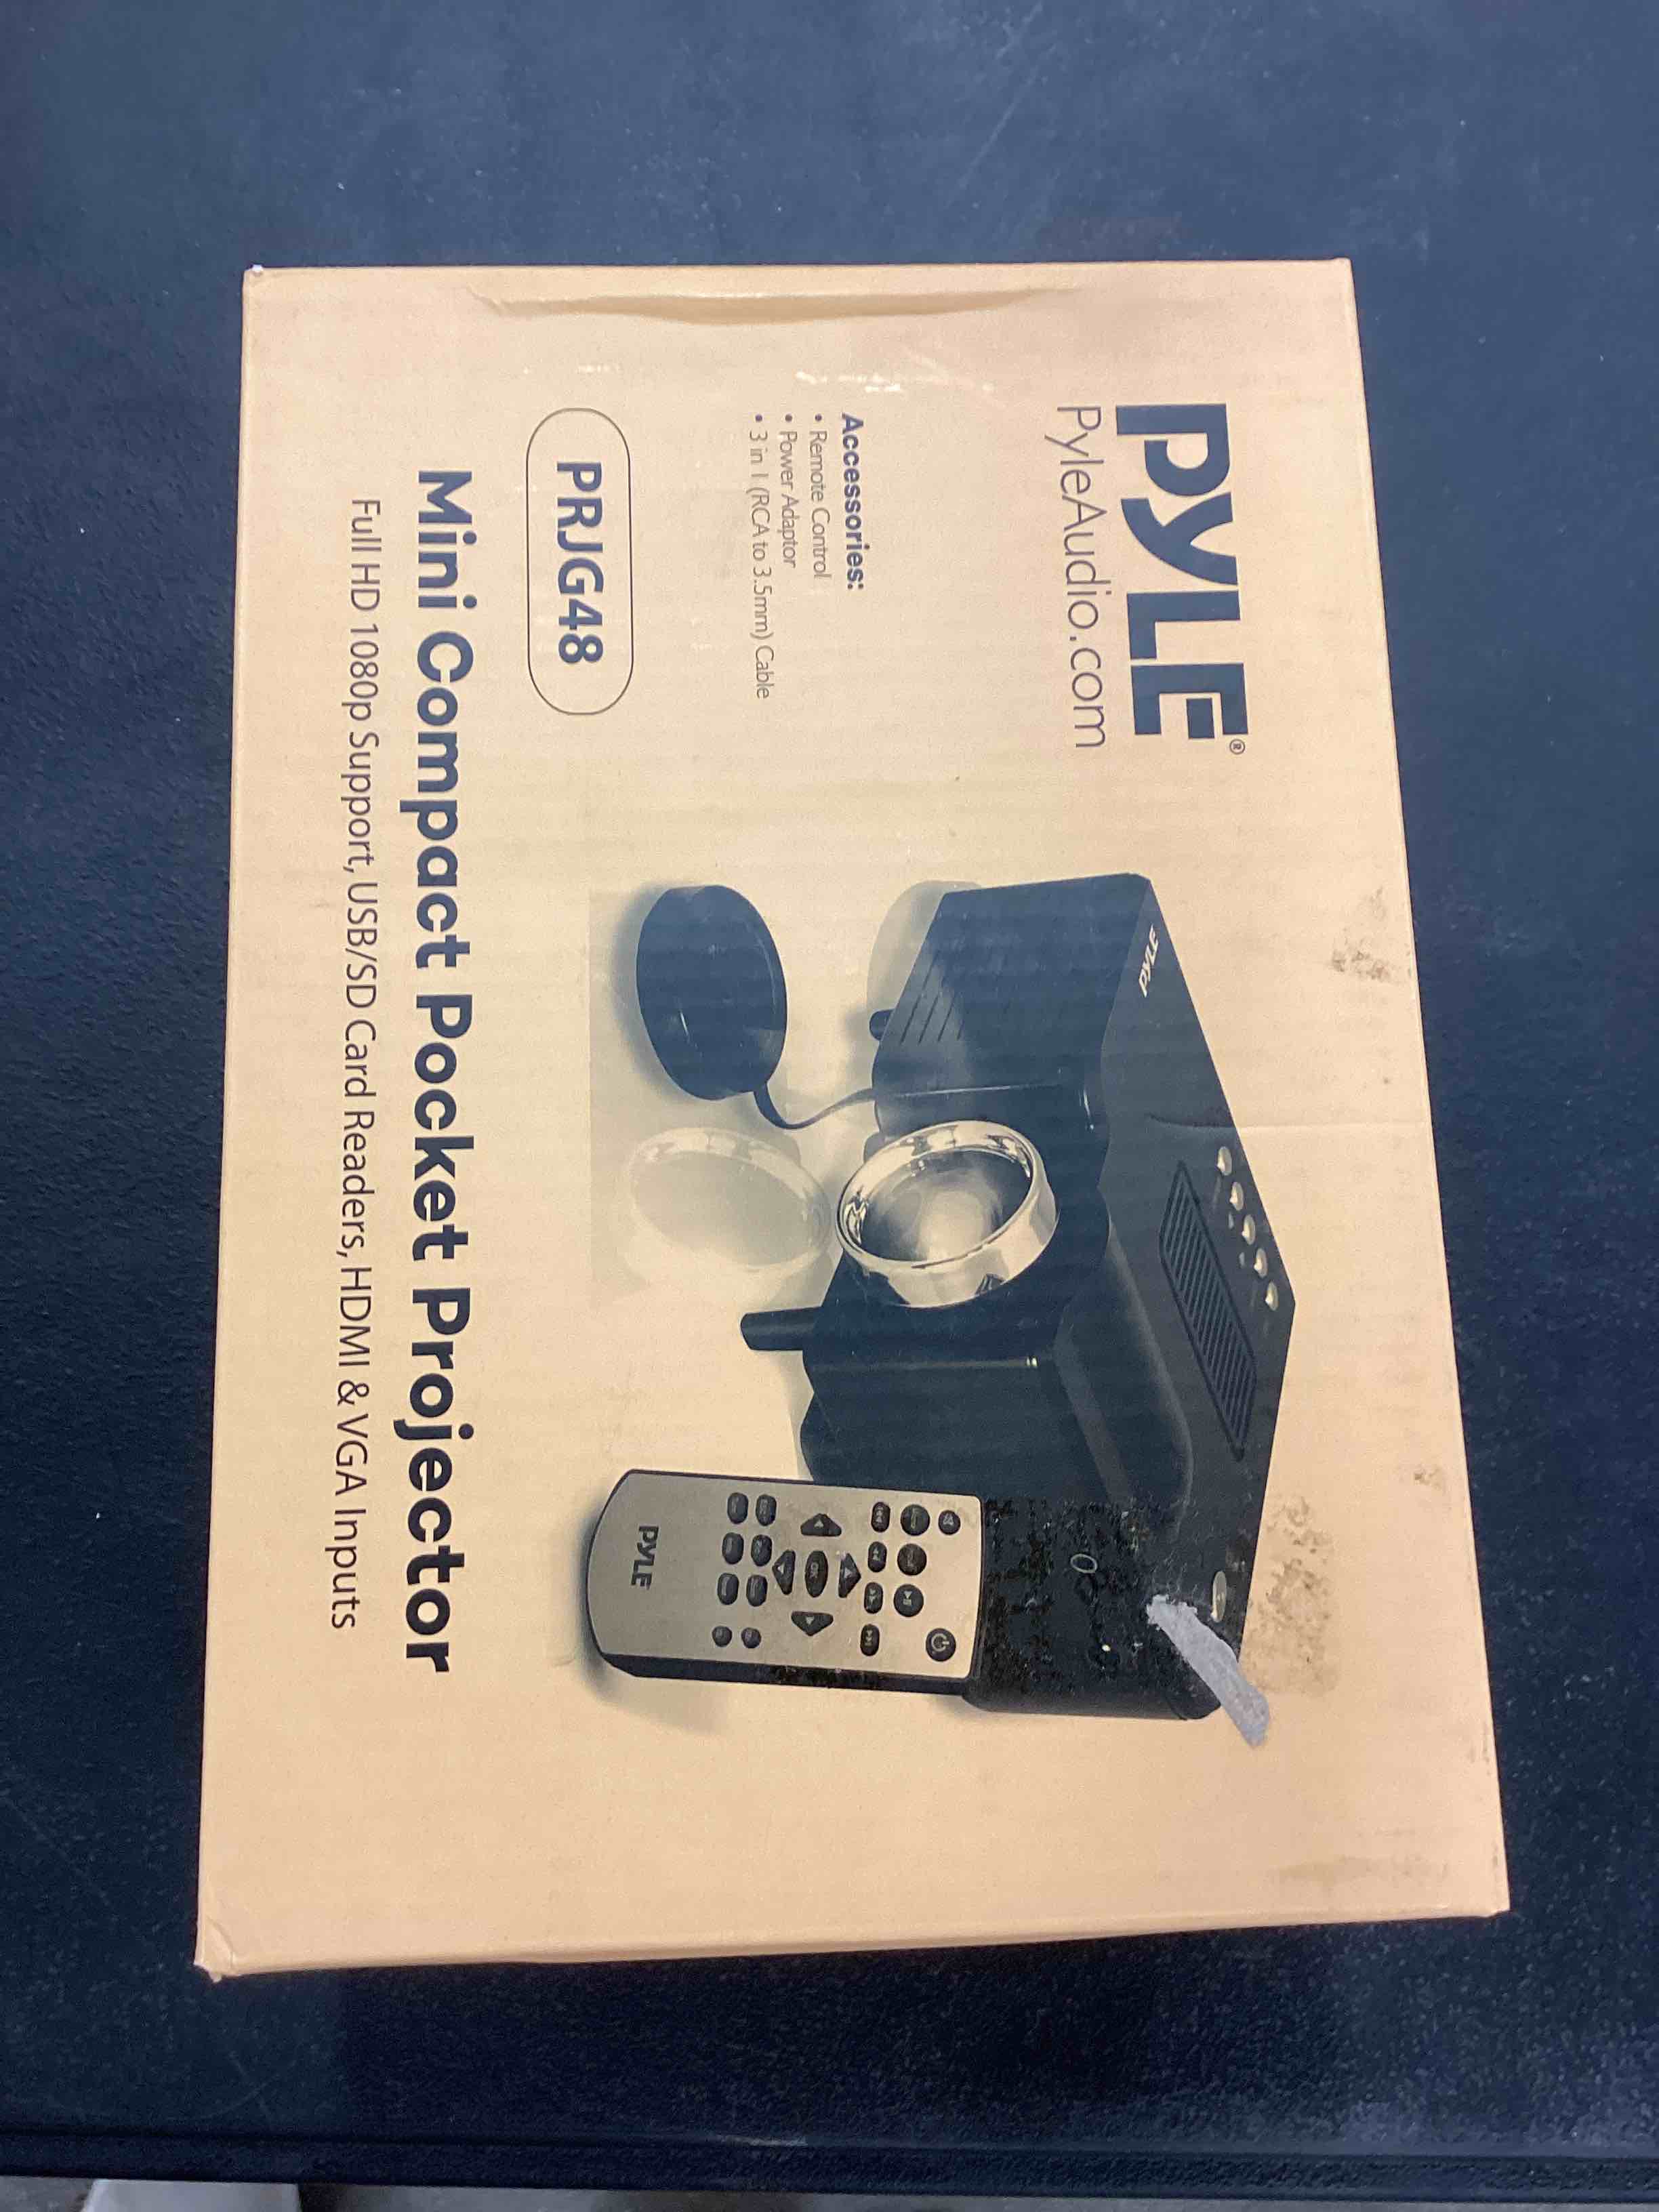 PYLE®
PyleAudio.com
Accessories:
• Remote Control
• Power Adaptor
• 3 in 1 (RCA to 3.5mm) Cable
PYLE
OK
PYLE
PRJG48
Mini Compact Pocket Projector
Full HD 1080p Support, USB/SD Card Readers, HDMI & VGA Inputs